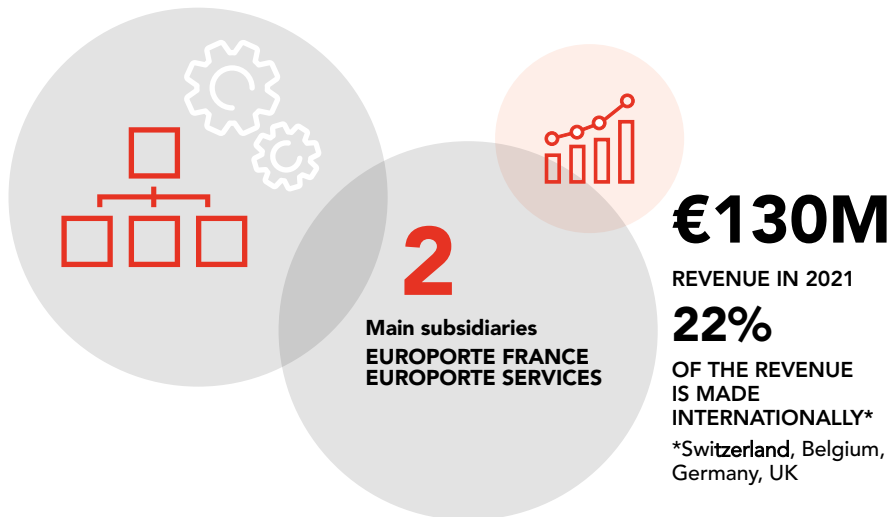 2
Main subsidiaries
EUROPORTE FRANCE
EUROPORTE SERVICES
€130M
REVENUE IN 2021
22%
OF THE REVENUE
IS MADE
INTERNATIONALLY*
*Switzerland, Belgium,
Germany, UK